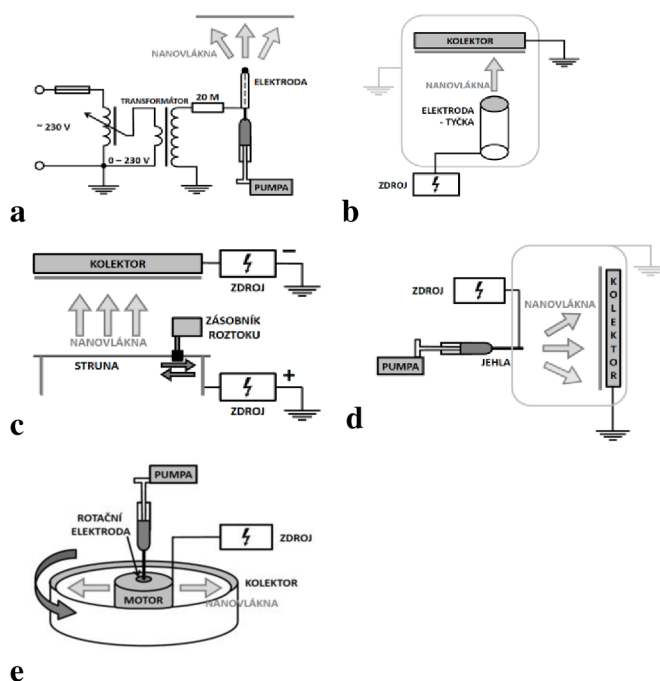 NANOVLÁKNA
ELEKTRODA
TRANSFORMÁTOR
20 M
~ 230 V
0 – 230 V
PUMPA
a
KOLEKTOR
NANOVLÁKNA
ELEKTRODA
- TYČKA
ZDROJ
b
KOLEKTOR
–
ZDROJ
NANOVLÁKNA
ZÁSOBNÍK
ROZTOKU
STRUNA
+
ZDROJ
c
ZDROJ
NANOVLÁKNA
KOLEKTOR
PUMPA
JEHLA
d
PUMPA
ROTAČNÍ
ELEKTRODA
ZDROJ
KOLEKTOR
MOTOR
NANOVLÁKNA
e